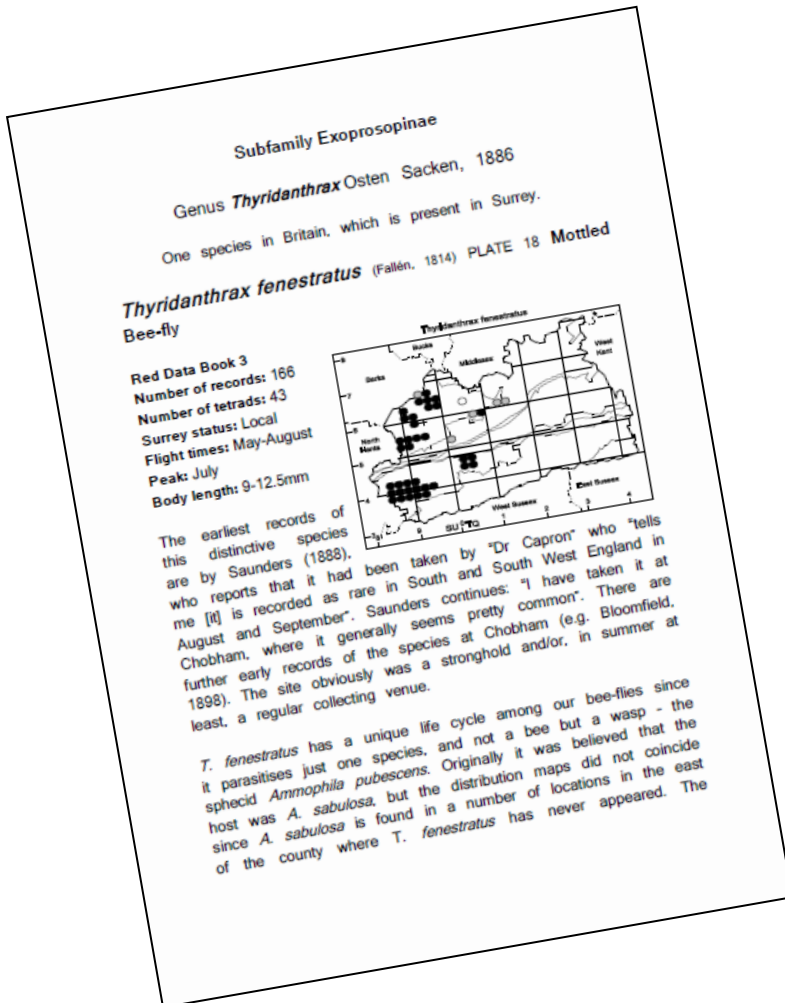 Subfamily Exoprosopinae
Genus Thyridanthrax Osten Sacken, 1886
One species in Britain, which is present in Surrey.
Thyridanthrax fenestratus (Fallén, 1814) PLATE 18 Mottled
Bee-fly
Red Data Book 3
Number of records: 166
Number of tetrads: 43
Surrey status: Local
Flight times: May-August
Peak: July
Body length: 9-12.5mm
Thyridanthrax fenestratus
Bucks
Berks
Middlesex
West
Kent
North
Hants
West Sussex
East Sussex
SU TQ
The earliest records of
this distinctive species
are by Saunders (1888),
who reports that it had been taken by "Dr Capron" who "tells
me [it] is recorded as rare in South and South West England in
August and September". Saunders continues: "I have taken it at
Chobham, where it generally seems pretty common". There are
further early records of the species at Chobham (e.g. Bloomfield,
1898). The site obviously was a stronghold and/or, in summer at
least, a regular collecting venue.
T. fenestratus has a unique life cycle among our bee-flies since
it parasitises just one species, and not a bee but a wasp - the
sphecid Ammophila pubescens. Originally it was believed that the
host was A. sabulosa, but the distribution maps did not coincide
since A. sabulosa is found in a number of locations in the east
of the county where T. fenestratus has never appeared. The